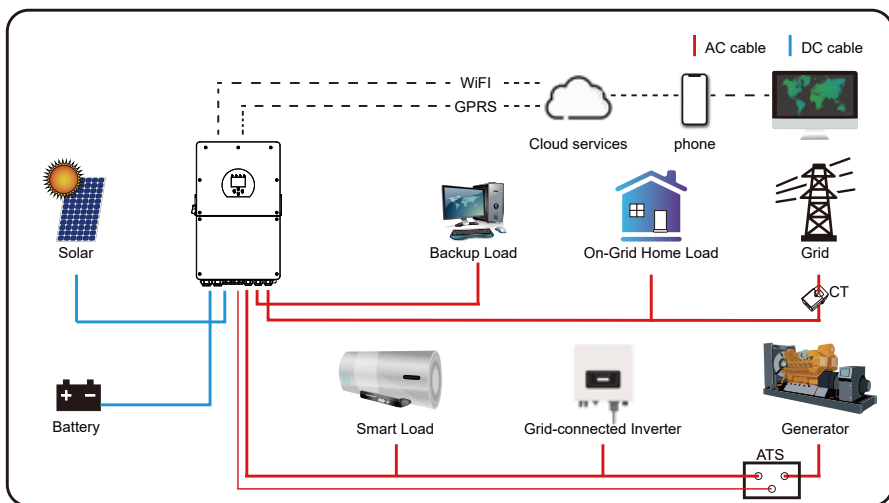 AC cable
DC cable
WiFI
GPRS
Cloud services
phone
Solar
Backup Load
On-Grid Home Load
Grid
CT
Battery
Smart Load
Grid-connected Inverter
Generator
ATS